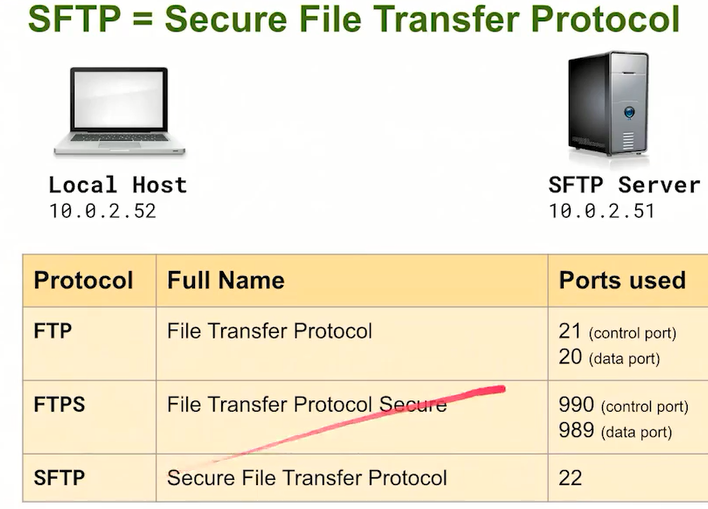 SFTP = Secure File Transfer Protocol
Local Host
10.0.2.52
SFTP Server
10.0.2.51
Protocol Full Name Ports used
FTP File Transfer Protocol 21 (control port)
20 (data port)
FTPS File Transfer Protocol Secure 990 (control port)
989 (data port)
SFTP Secure File Transfer Protocol 22